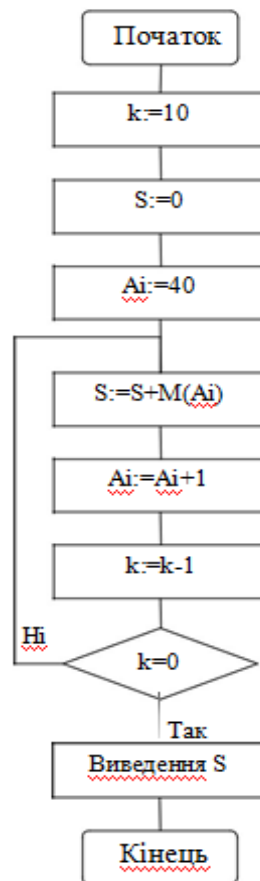 Початок
k:=10
S:=0
Ai:=40
S:=S+M(Ai)
Ai:=Ai+1
k:=k-1
Ні
k=0
Так
Виведення S
Кінець